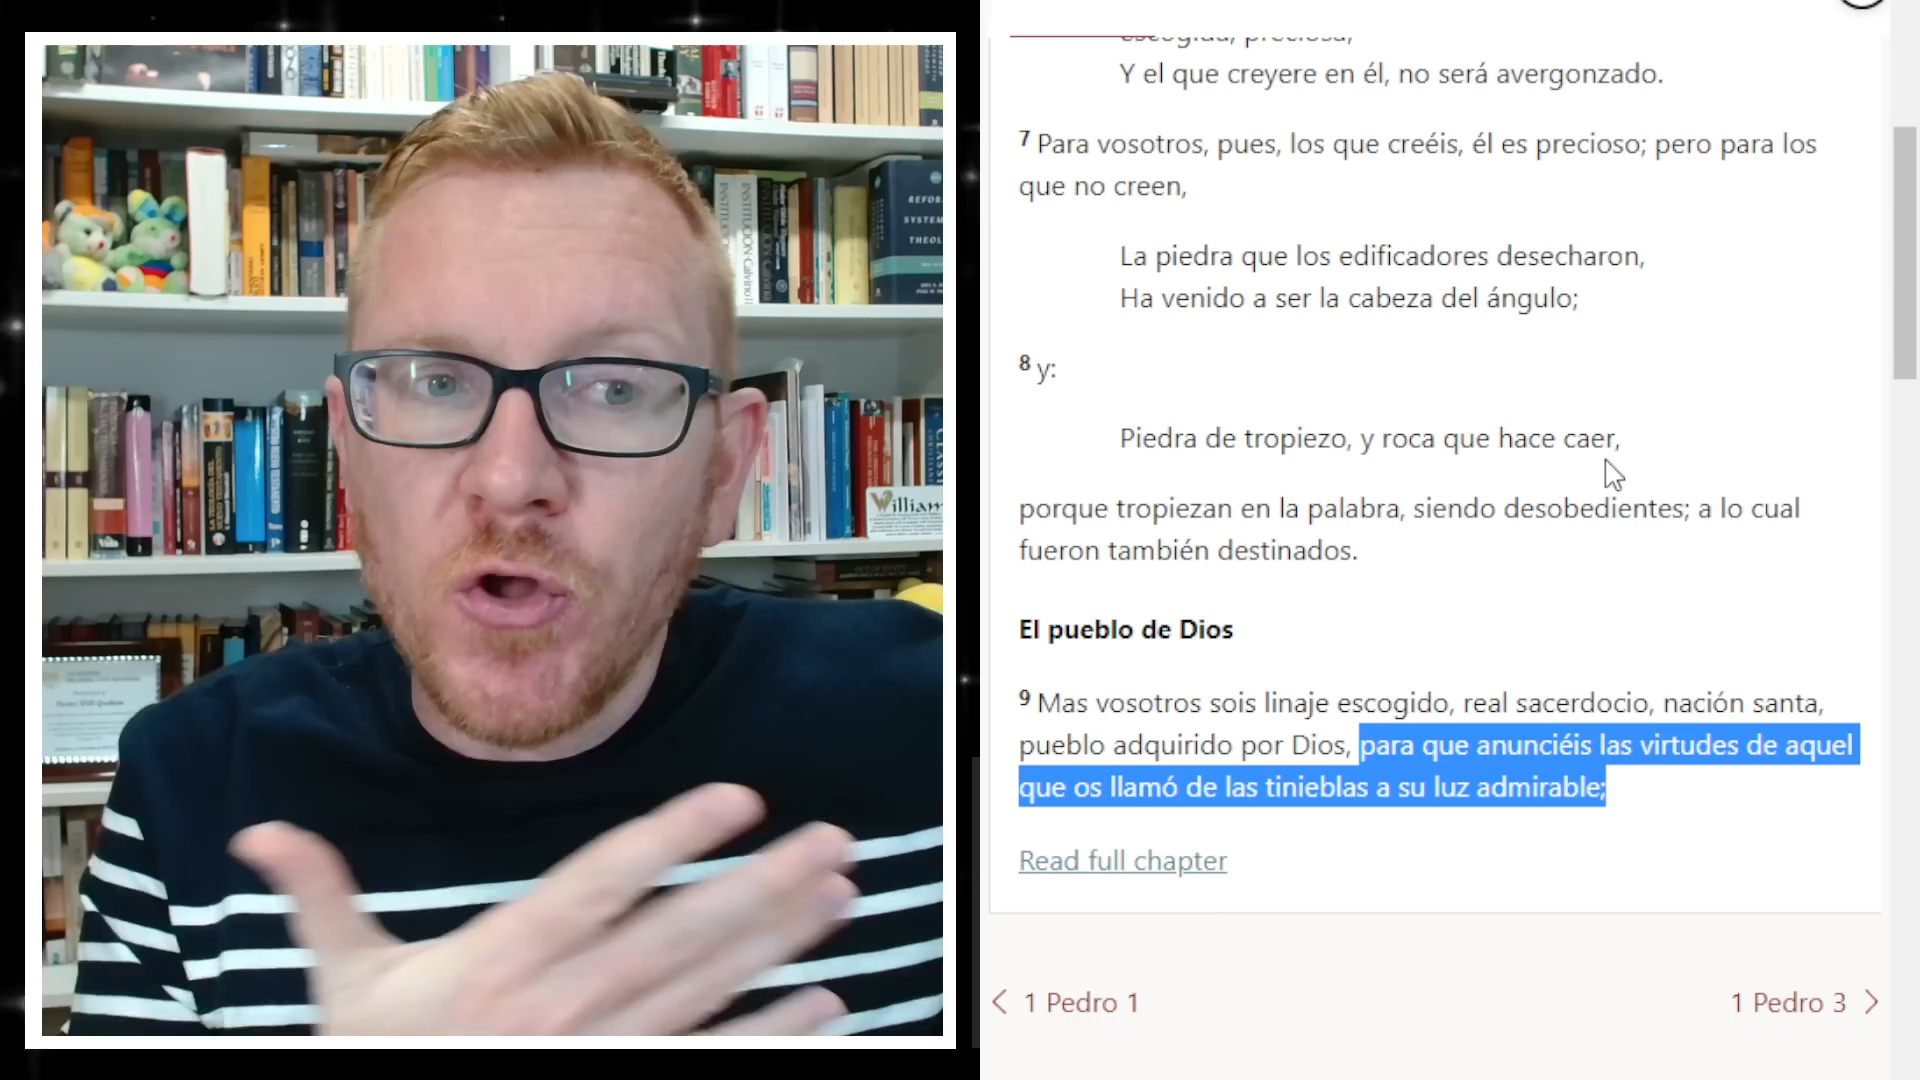 Y el que creyere en él, no será avergonzado.
7 Para vosotros, pues, los que creéis, él es precioso; pero para los
que no creen,
La piedra que los edificadores desecharon,
Ha venido a ser la cabeza del ángulo;
8 y:
Piedra de tropiezo, y roca que hace caer,
porque tropiezan en la palabra, siendo desobedientes; a lo cual
fueron también destinados.
El pueblo de Dios
9 Mas vosotros sois linaje escogido, real sacerdocio, nación santa,
pueblo adquirido por Dios, para que anunciéis las virtudes de aquel
que os llamó de las tinieblas a su luz admirable;
Read full chapter
1 Pedro 1
1 Pedro 3
William
INSTITUCION
INSTITUCION